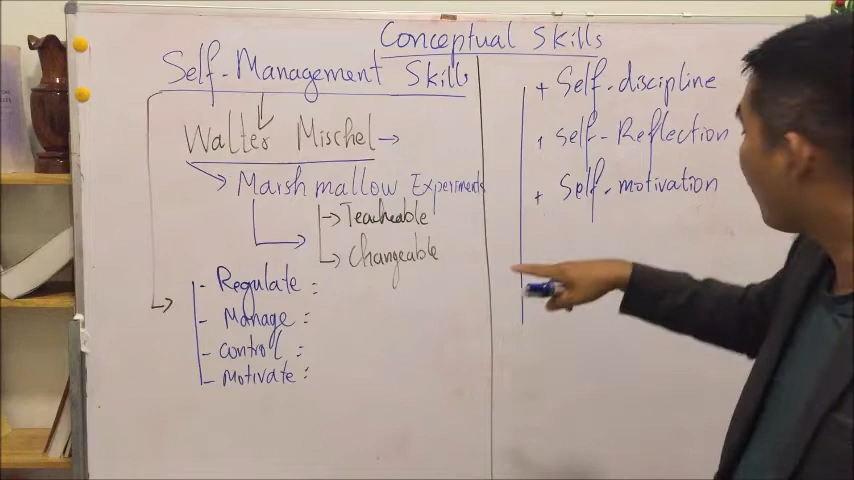 Conceptual Skills
Self-Management Skills
Walter Mischel →
Marshmallow Experiments
→ Teacheable
→ Changeable
- Regulate :
- Manage :
- Control :
- Motivate :
+ Self-discipline
+ Self-Reflection
+ Self-motivation